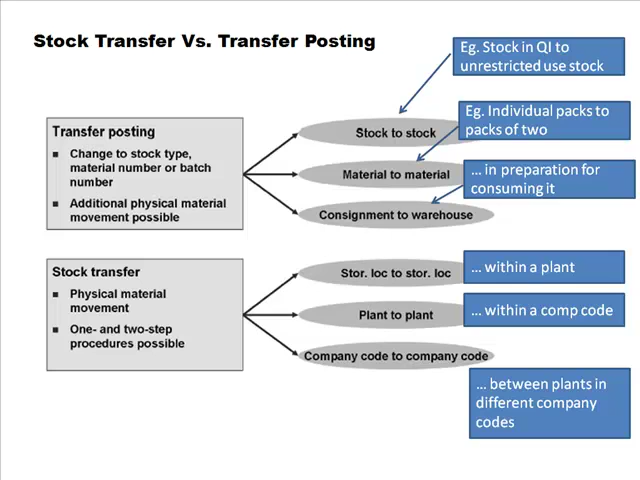 Stock Transfer Vs. Transfer Posting
Eg. Stock in QI to
unrestricted use stock
Transfer posting
Change to stock type,
material number or batch
number
Additional physical material
movement possible
Stock to stock
Eg. Individual packs to
packs of two
Material to material
… in preparation for
consuming it
Consignment to warehouse
Stock transfer
Physical material
movement
One- and two-step
procedures possible
Stor. loc to stor. loc
… within a plant
Plant to plant
… within a comp code
Company code to company code
… between plants in
different company
codes